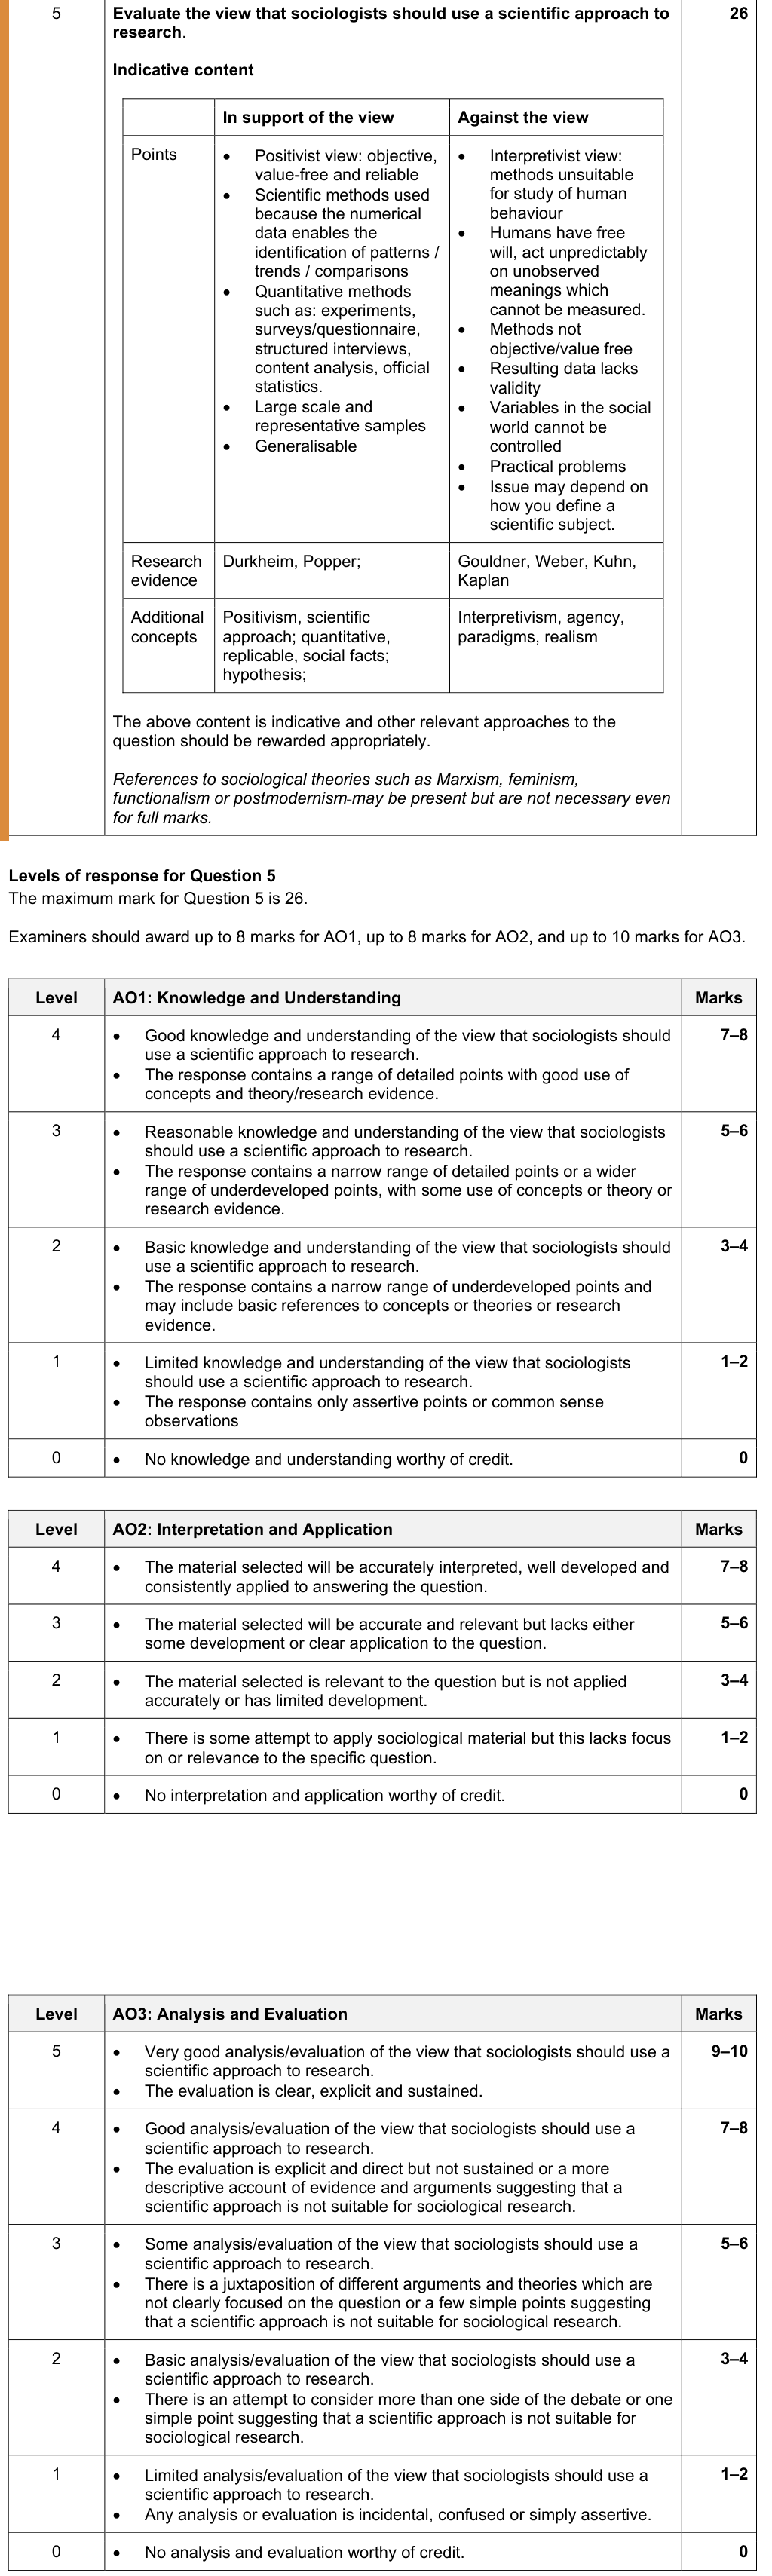 5
Evaluate the view that sociologists should use a scientific approach to
research.
26
Indicative content
In support of the view
Against the view
Points
• Positivist view: objective,
value-free and reliable
• Scientific methods used
because the numerical
data enables the
identification of patterns /
trends / comparisons
• Quantitative methods
such as: experiments,
surveys/questionnaire,
structured interviews,
content analysis, official
statistics.
• Large scale and
representative samples
• Generalisable
• Interpretivist view:
methods unsuitable
for study of human
behaviour
• Humans have free
will, act unpredictably
on unobserved
meanings which
cannot be measured.
• Methods not
objective/value free
• Resulting data lacks
validity
• Variables in the social
world cannot be
controlled
• Practical problems
• Issue may depend on
how you define a
scientific subject.
Research
evidence
Durkheim, Popper;
Gouldner, Weber, Kuhn,
Kaplan
Additional
concepts
Positivism, scientific
approach; quantitative,
replicable, social facts;
hypothesis;
Interpretivism, agency,
paradigms, realism
The above content is indicative and other relevant approaches to the
question should be rewarded appropriately.
References to sociological theories such as Marxism, feminism,
functionalism or postmodernism-may be present but are not necessary even
for full marks.
Levels of response for Question 5
The maximum mark for Question 5 is 26.
Examiners should award up to 8 marks for AO1, up to 8 marks for AO2, and up to 10 marks for AO3.
Level
AO1: Knowledge and Understanding
Marks
4
• Good knowledge and understanding of the view that sociologists should
use a scientific approach to research.
• The response contains a range of detailed points with good use of
concepts and theory/research evidence.
7–8
3
• Reasonable knowledge and understanding of the view that sociologists
should use a scientific approach to research.
• The response contains a narrow range of detailed points or a wider
range of underdeveloped points, with some use of concepts or theory or
research evidence.
5–6
2
• Basic knowledge and understanding of the view that sociologists should
use a scientific approach to research.
• The response contains a narrow range of underdeveloped points and
may include basic references to concepts or theories or research
evidence.
3–4
1
• Limited knowledge and understanding of the view that sociologists
should use a scientific approach to research.
• The response contains only assertive points or common sense
observations
1–2
0
• No knowledge and understanding worthy of credit.
0
Level
AO2: Interpretation and Application
Marks
4
• The material selected will be accurately interpreted, well developed and
consistently applied to answering the question.
7–8
3
• The material selected will be accurate and relevant but lacks either
some development or clear application to the question.
5–6
2
• The material selected is relevant to the question but is not applied
accurately or has limited development.
3–4
1
• There is some attempt to apply sociological material but this lacks focus
on or relevance to the specific question.
1–2
0
• No interpretation and application worthy of credit.
0
Level
AO3: Analysis and Evaluation
Marks
5
• Very good analysis/evaluation of the view that sociologists should use a
scientific approach to research.
• The evaluation is clear, explicit and sustained.
9–10
4
• Good analysis/evaluation of the view that sociologists should use a
scientific approach to research.
• The evaluation is explicit and direct but not sustained or a more
descriptive account of evidence and arguments suggesting that a
scientific approach is not suitable for sociological research.
7–8
3
• Some analysis/evaluation of the view that sociologists should use a
scientific approach to research.
• There is a juxtaposition of different arguments and theories which are
not clearly focused on the question or a few simple points suggesting
that a scientific approach is not suitable for sociological research.
5–6
2
• Basic analysis/evaluation of the view that sociologists should use a
scientific approach to research.
• There is an attempt to consider more than one side of the debate or one
simple point suggesting that a scientific approach is not suitable for
sociological research.
3–4
1
• Limited analysis/evaluation of the view that sociologists should use a
scientific approach to research.
• Any analysis or evaluation is incidental, confused or simply assertive.
1–2
0
• No analysis and evaluation worthy of credit.
0